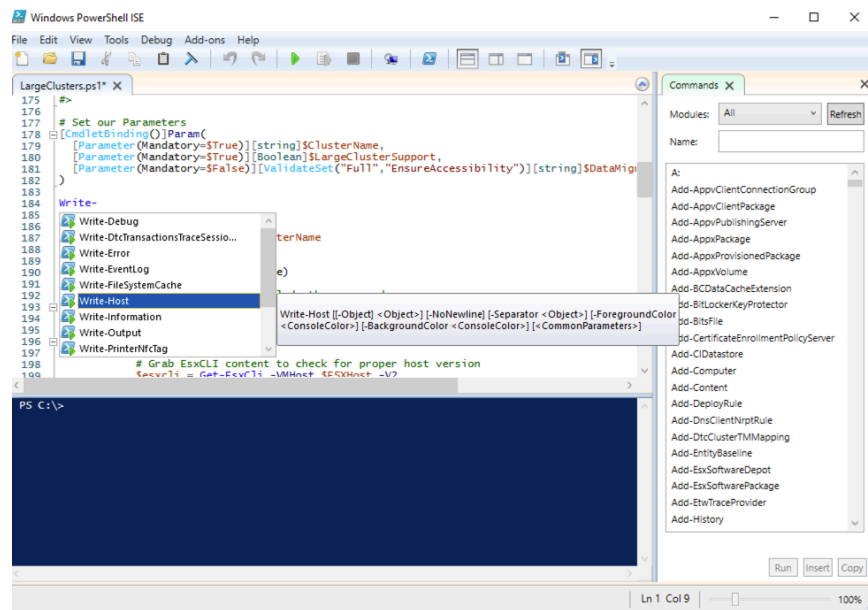 Windows PowerShell ISE
File Edit View Tools Debug Add-ons Help
LargeClusters.ps1* X
175 #>
176
177 # Set our Parameters
178 [CmdletBinding()]Param(
179 [Parameter(Mandatory=$True)][string]$ClusterName,
180 [Parameter(Mandatory=$True)][Boolean]$LargeClusterSupport,
181 [Parameter(Mandatory=$False)][ValidateSet("Full","EnsureAccessibility")][string]$DataMig
182 )
183
184 Write-
185
186
187 terName
188
189
190 e)
191
192
193
194
195
196
197
198 # Grab EsxCLI content to check for proper host version
199 $esxcli = Get-EsxCli -VMHost $ESXHost -V2
Write-Debug
Write-DtcTransactionsTraceSessio...
Write-Error
Write-EventLog
Write-FileSystemCache
Write-Host
Write-Information
Write-Output
Write-PrinterNfcTag
Write-Host [[-Object] <Object>] [-NoNewline] [-Separator <Object>] [-ForegroundColor
<ConsoleColor>] [-BackgroundColor <ConsoleColor>] [<CommonParameters>]
PS C:\>
Commands X
Modules: All Refresh
Name:
A:
Add-AppvClientConnectionGroup
Add-AppvClientPackage
Add-AppvPublishingServer
Add-AppxPackage
Add-AppxProvisionedPackage
Add-AppxVolume
Add-BCDataCacheExtension
-BitLockerKeyProtector
-BitsFile
-CertificateEnrollmentPolicyServer
Add-CIDatastore
Add-Computer
Add-Content
Add-DeployRule
Add-DnsClientNrptRule
Add-DtcClusterTMMapping
Add-EntityBaseline
Add-EsxSoftwareDepot
Add-EsxSoftwarePackage
Add-EtwTraceProvider
Add-History
Run Insert Copy
Ln 1 Col 9 100%